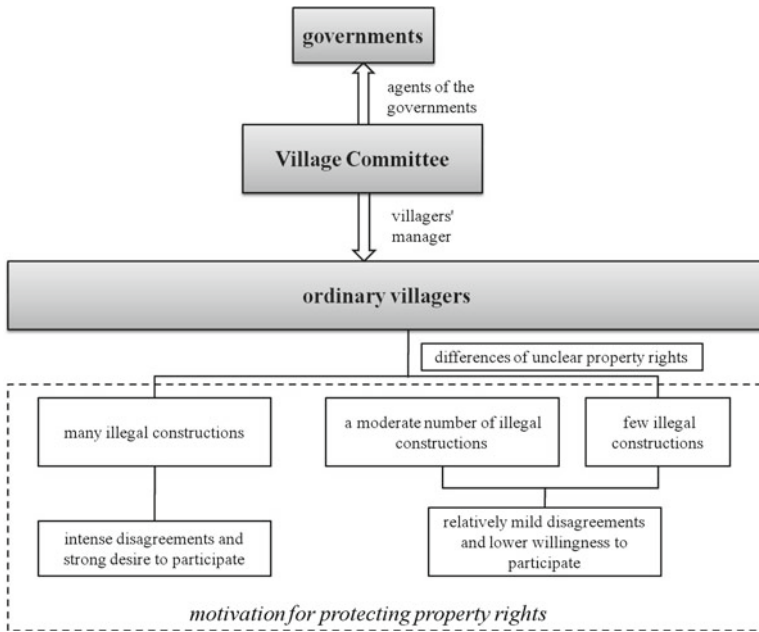 governments
agents of the
governments
Village Committee
villagers'
manager
ordinary villagers
differences of unclear property rights
many illegal constructions
a moderate number of illegal
constructions
few illegal
constructions
intense disagreements and
strong desire to participate
relatively mild disagreements
and lower willingness to
participate
motivation for protecting property rights